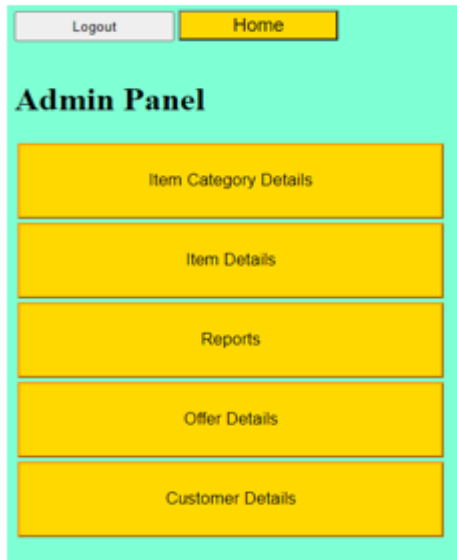 Logout Home
Admin Panel
Item Category Details
Item Details
Reports
Offer Details
Customer Details